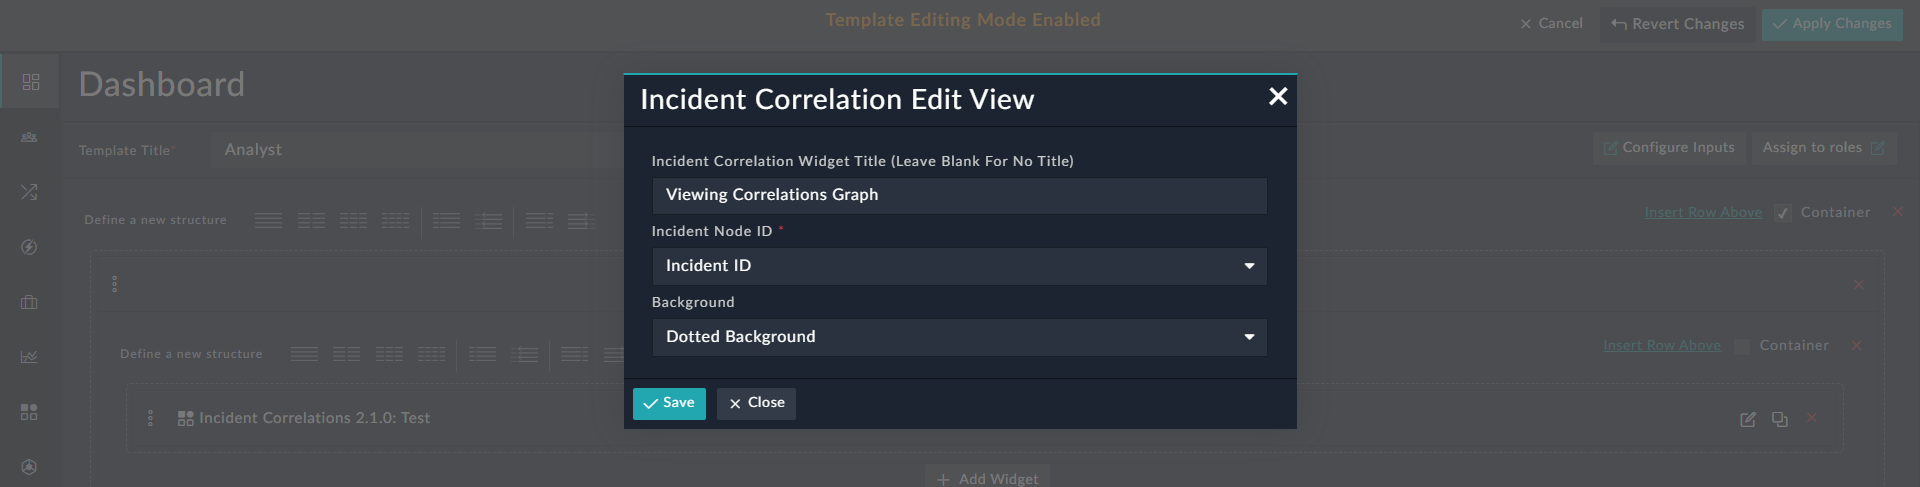 Template Editing Mode Enabled
Cancel
Revert Changes
Apply Changes
Dashboard
Template Title*
Analyst
Configure Inputs
Assign to roles
Define a new structure
Insert Row Above
Container
Define a new structure
Insert Row Above
Container
Incident Correlations 2.1.0: Test
Add Widget
Incident Correlation Edit View
Incident Correlation Widget Title (Leave Blank For No Title)
Viewing Correlations Graph
Incident Node ID *
Incident ID
Background
Dotted Background
Save
Close